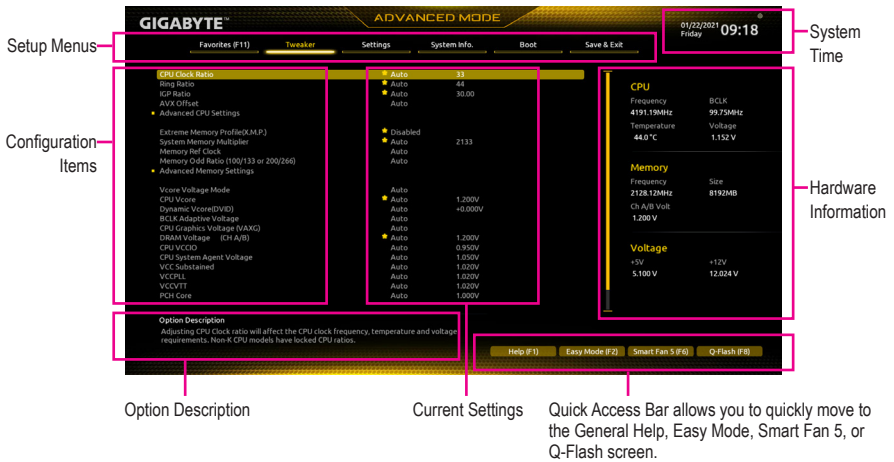 GIGABYTE™
ADVANCED MODE
01/22/2021 09:18
Friday
System Time
Setup Menus
Favorites (F11) Tweaker Settings System Info. Boot Save & Exit
Configuration Items
CPU Clock Ratio Auto 33
Ring Ratio Auto 44
IGP Ratio Auto 30.00
AVX Offset Auto
Advanced CPU Settings
Extreme Memory Profile(X.M.P.) Disabled
System Memory Multiplier Auto 2133
Memory Ref Clock Auto
Memory Odd Ratio (100/133 or 200/266) Auto
Advanced Memory Settings
Vcore Voltage Mode Auto
CPU Vcore Auto 1.200V
Dynamic Vcore(DVID) Auto +0.000V
BCLK Adaptive Voltage Auto
CPU Graphics Voltage (VAXG) Auto
DRAM Voltage (CH A/B) Auto 1.200V
CPU VCCIO Auto 0.950V
CPU System Agent Voltage Auto 1.050V
VCC Substained Auto 1.020V
VCCPLL Auto 1.020V
VCCVTT Auto 1.020V
PCH Core Auto 1.000V
CPU
Frequency BCLK
4191.19MHz 99.75MHz
Temperature Voltage
44.0 °C 1.152 V
Memory
Frequency Size
2128.12MHz 8192MB
Ch A/B Volt
1.200 V
Voltage
+5V +12V
5.100 V 12.024 V
Hardware Information
Option Description
Adjusting CPU Clock ratio will affect the CPU clock frequency, temperature and voltage
requirements. Non-K CPU models have locked CPU ratios.
Help (F1) Easy Mode (F2) Smart Fan 5 (F6) Q-Flash (F8)
Option Description
Current Settings
Quick Access Bar allows you to quickly move to
the General Help, Easy Mode, Smart Fan 5, or
Q-Flash screen.